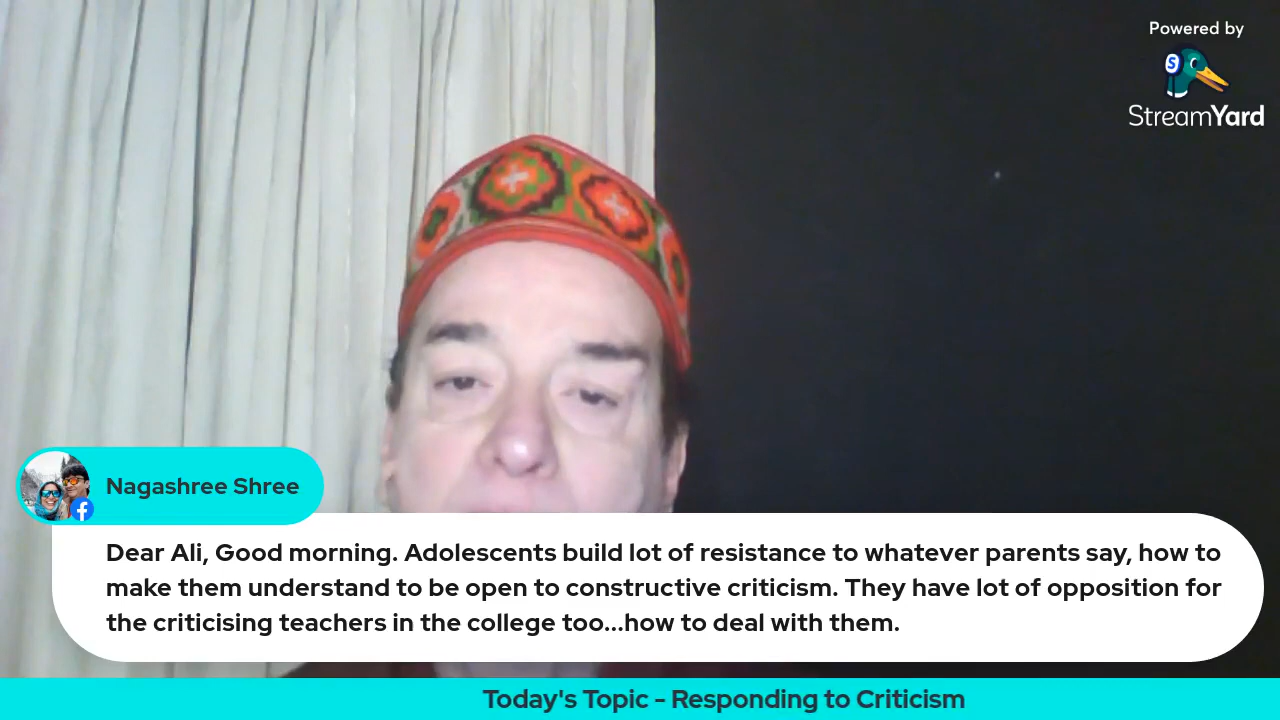 Powered by
StreamYard
Nagashree Shree
Dear Ali, Good morning. Adolescents build lot of resistance to whatever parents say, how to
make them understand to be open to constructive criticism. They have lot of opposition for
the criticising teachers in the college too...how to deal with them.
Today's Topic - Responding to Criticism